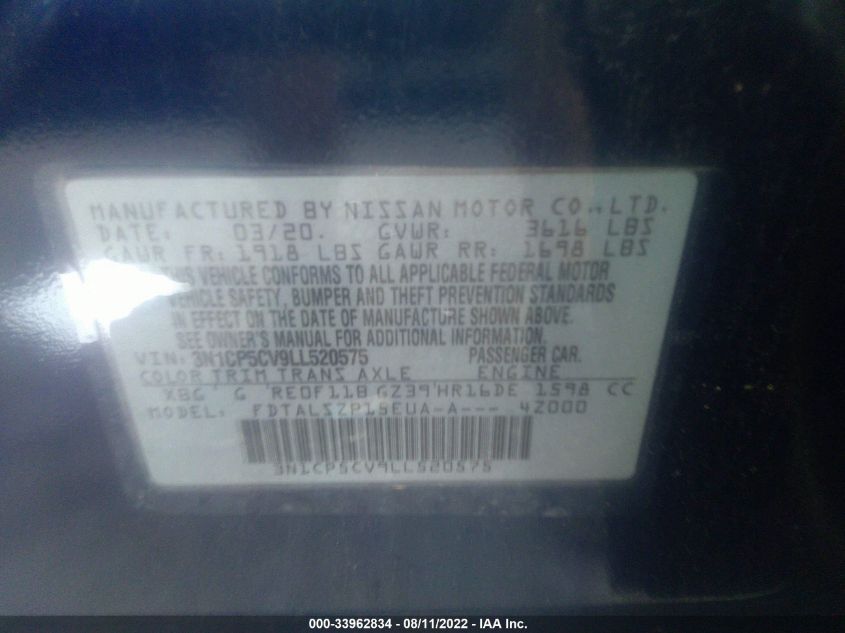 MANUFACTURED BY NISSAN MOTOR CO., LTD.
DATE: 03/20. GVWR: 3616 LBS
GAWR FR: 1918 LBS GAWR RR: 1698 LBS
THIS VEHICLE CONFORMS TO ALL APPLICABLE FEDERAL MOTOR
VEHICLE SAFETY, BUMPER AND THEFT PREVENTION STANDARDS
IN EFFECT ON THE DATE OF MANUFACTURE SHOWN ABOVE.
SEE OWNER'S MANUAL FOR ADDITIONAL INFORMATION.
VIN: 3N1CP5CV9LL520575 PASSENGER CAR.
COLOR TRIM TRANS AXLE ENGINE
XBG G RE0F11B GZ39 HR16DE 1598 CC
MODEL: FDTALSZP15EUA-A--- 4Z000
3N1CP5CV9LL520575
000-33962834 - 08/11/2022 - IAA Inc.